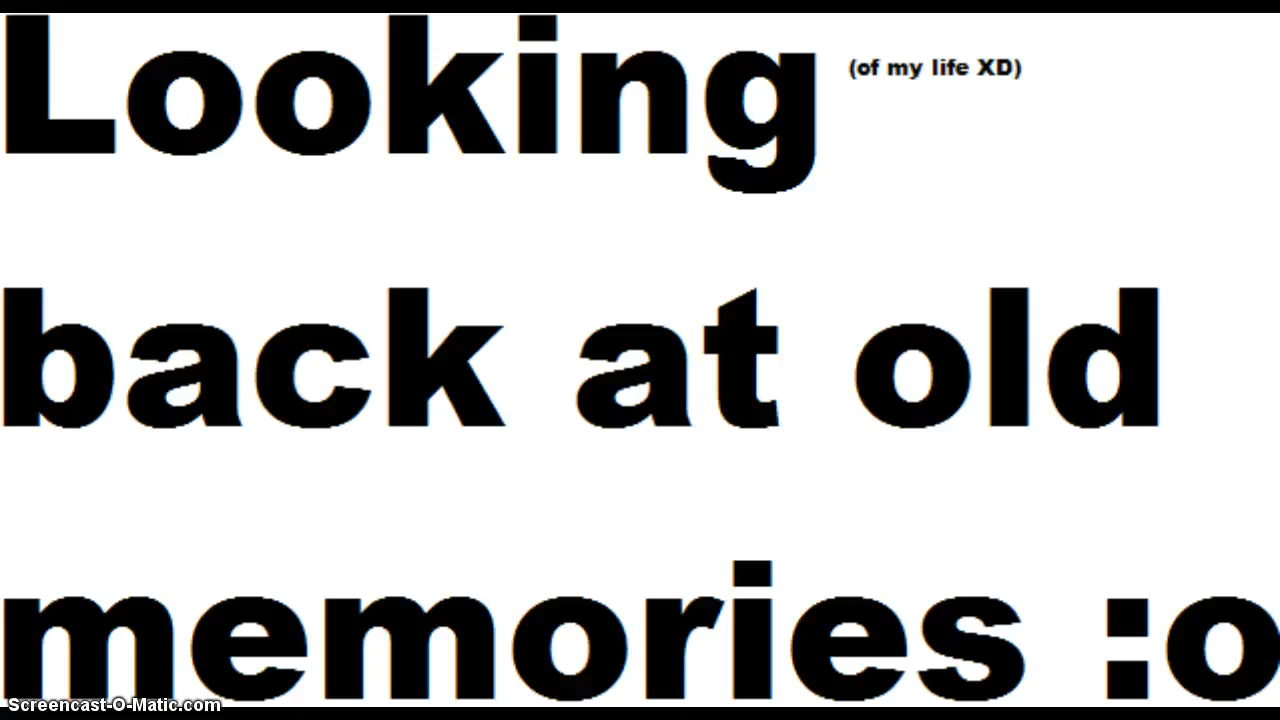 Looking
(of my life XD)
back at old
memories :o
Screencast-O-Matic.com